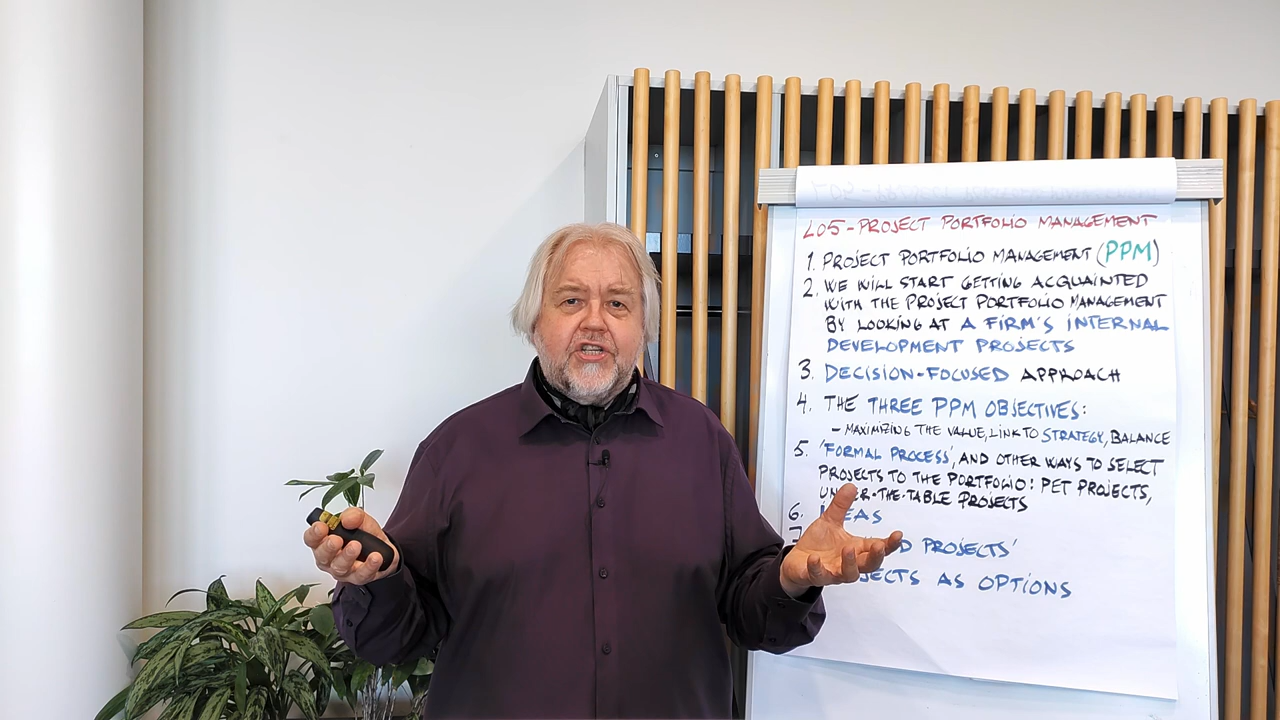 L05-PROJECT PORTFOLIO MANAGEMENT
1. PROJECT PORTFOLIO MANAGEMENT (PPM)
2. WE WILL START GETTING ACQUAINTED
WITH THE PROJECT PORTFOLIO MANAGEMENT
BY LOOKING AT A FIRM'S INTERNAL
DEVELOPMENT PROJECTS
3. DECISION-FOCUSED APPROACH
4. THE THREE PPM OBJECTIVES:
- MAXIMIZING THE VALUE, LINK TO STRATEGY, BALANCE
5. 'FORMAL PROCESS', AND OTHER WAYS TO SELECT
PROJECTS TO THE PORTFOLIO: PET PROJECTS,
UNDER-THE-TABLE PROJECTS
6. IDEAS
7. PROJECTS'
AS OPTIONS